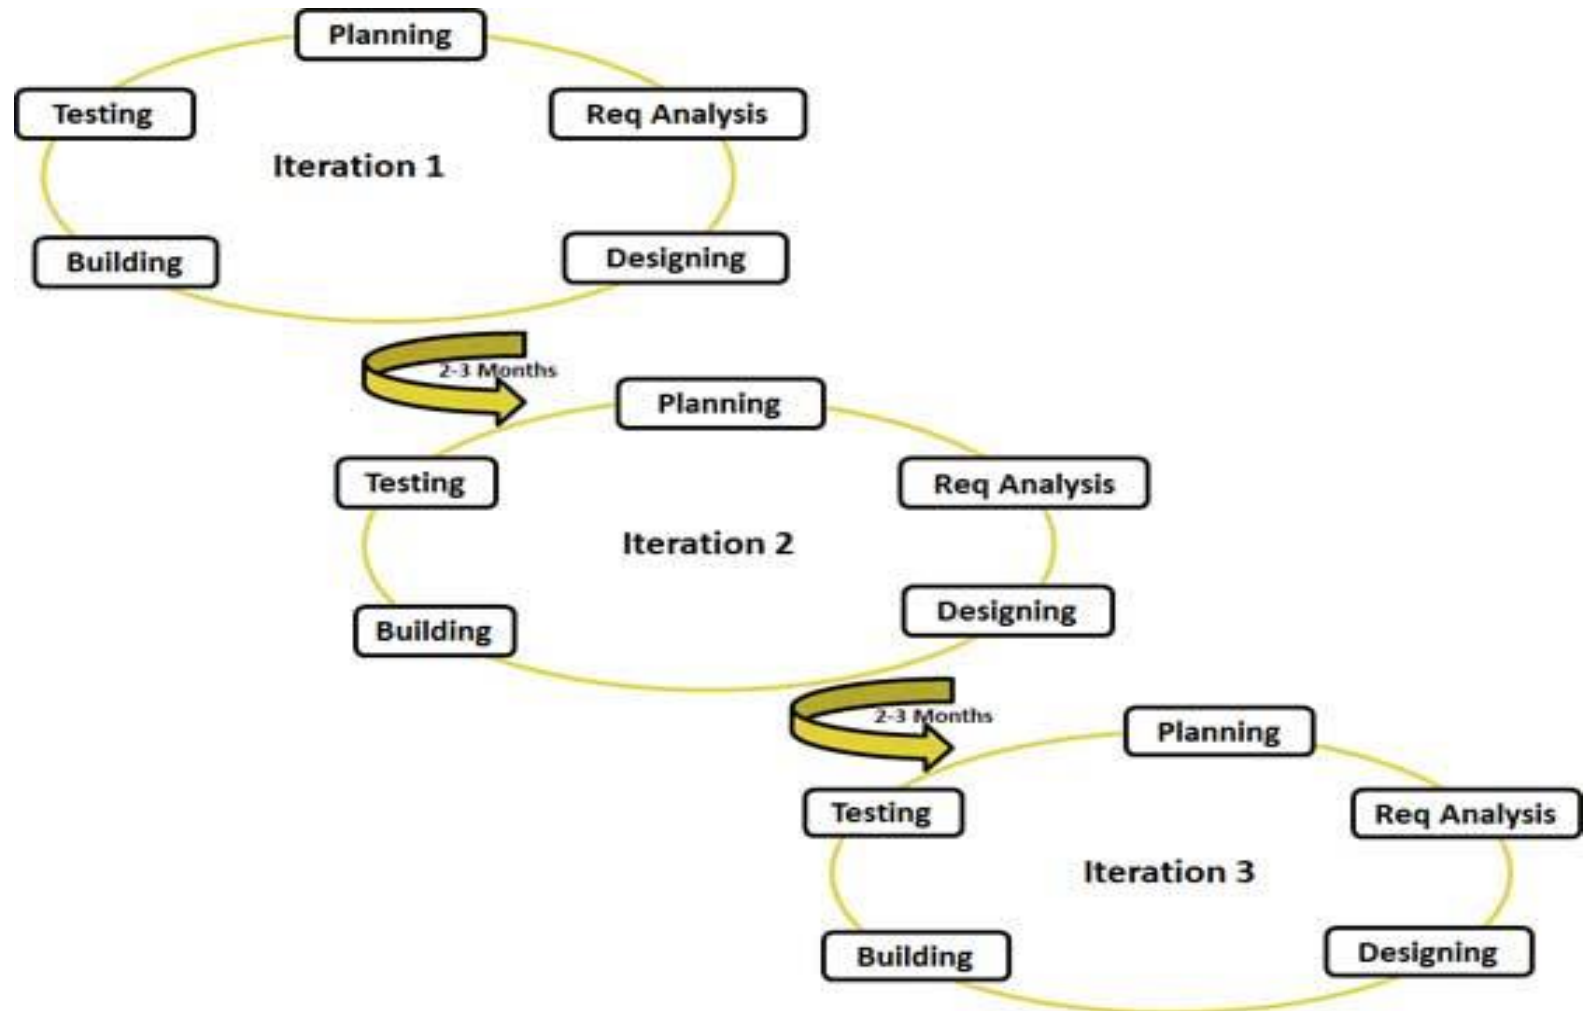 Planning
Testing
Req Analysis
Iteration 1
Building
Designing
2-3 Months
Planning
Testing
Req Analysis
Iteration 2
Building
Designing
2-3 Months
Planning
Testing
Req Analysis
Iteration 3
Building
Designing